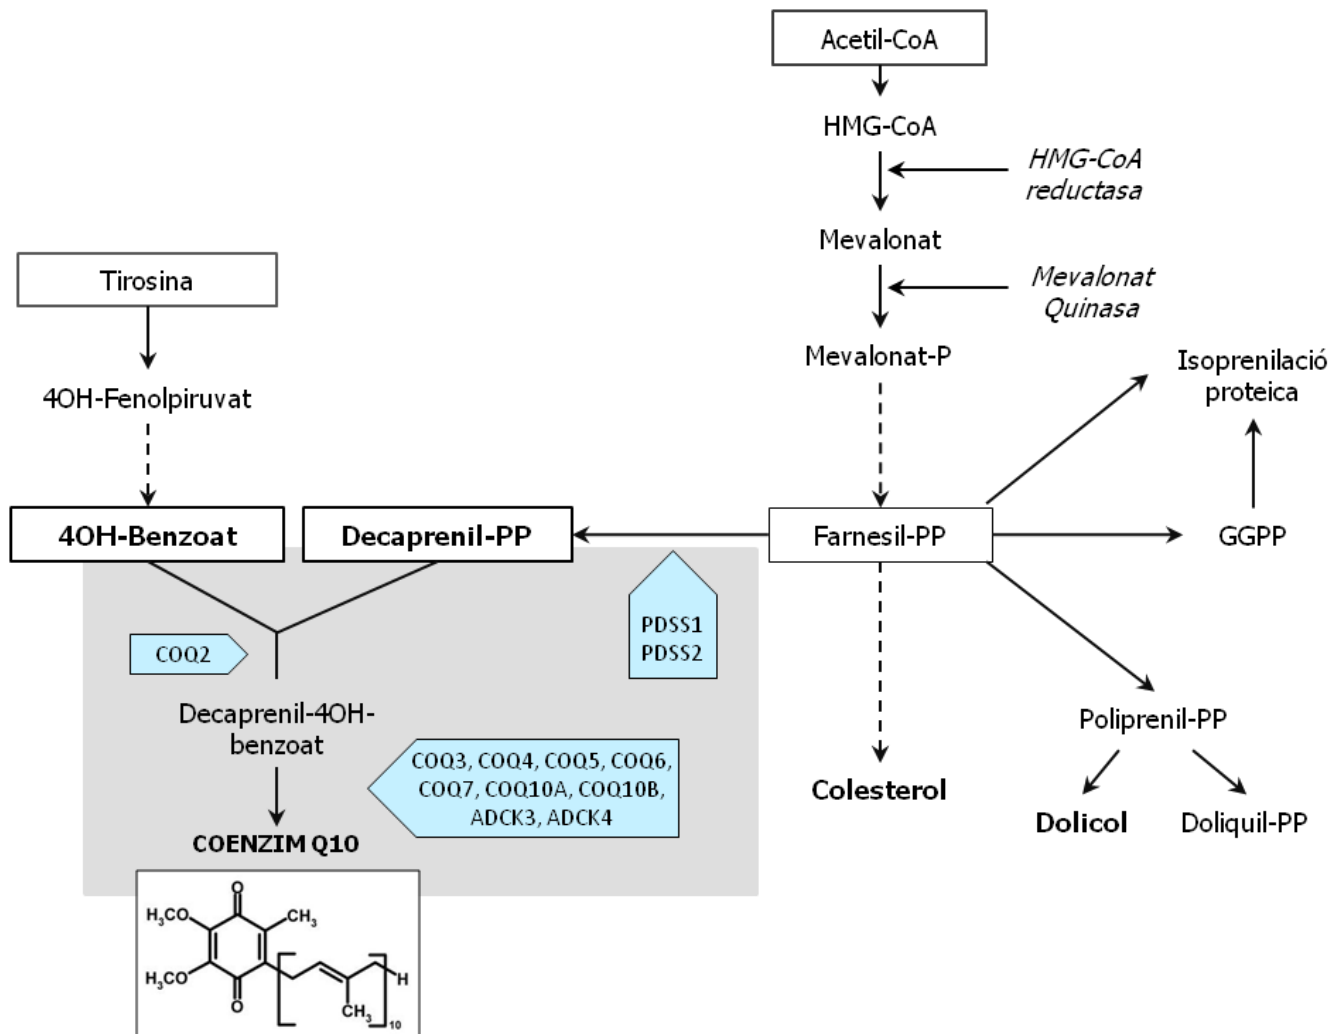 Acetil-CoA
HMG-CoA
HMG-CoA
reductasa
Mevalonat
Mevalonat
Quinasa
Mevalonat-P
Tirosina
4OH-Fenolpiruvat
Isoprenilació
proteica
4OH-Benzoat
Decaprenil-PP
Farnesil-PP
GGPP
PDSS1
PDSS2
COQ2
Decaprenil-4OH-
benzoat
COQ3, COQ4, COQ5, COQ6,
COQ7, COQ10A, COQ10B,
ADCK3, ADCK4
COENZIM Q10
Poliprenil-PP
Colesterol
Dolicol
Doliquil-PP
O
H₃CO
CH₃
H₃CO
O
CH₃
H
10